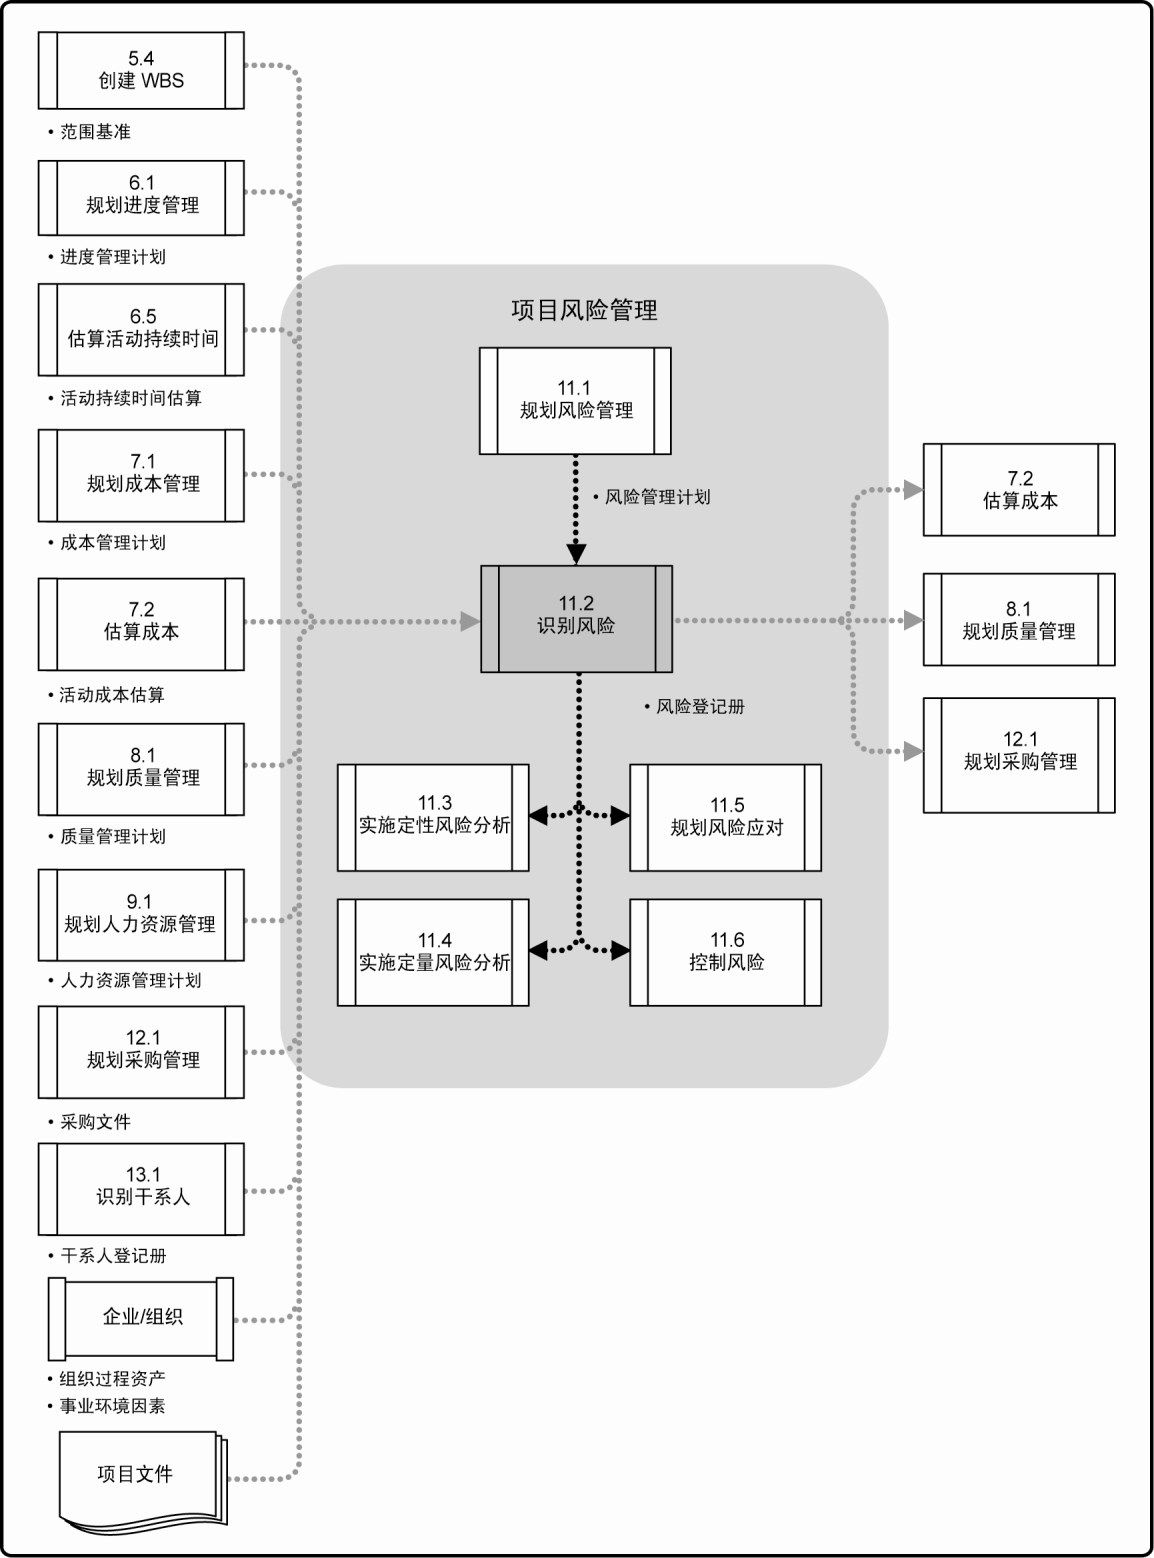 5.4
创建 WBS
• 范围基准
6.1
规划进度管理
• 进度管理计划
6.5
估算活动持续时间
• 活动持续时间估算
7.1
规划成本管理
• 成本管理计划
7.2
估算成本
• 活动成本估算
8.1
规划质量管理
• 质量管理计划
9.1
规划人力资源管理
• 人力资源管理计划
12.1
规划采购管理
• 采购文件
13.1
识别干系人
• 干系人登记册
企业/组织
• 组织过程资产
• 事业环境因素
项目文件
项目风险管理
11.1
规划风险管理
• 风险管理计划
11.2
识别风险
• 风险登记册
11.3
实施定性风险分析
11.5
规划风险应对
11.4
实施定量风险分析
11.6
控制风险
7.2
估算成本
8.1
规划质量管理
12.1
规划采购管理